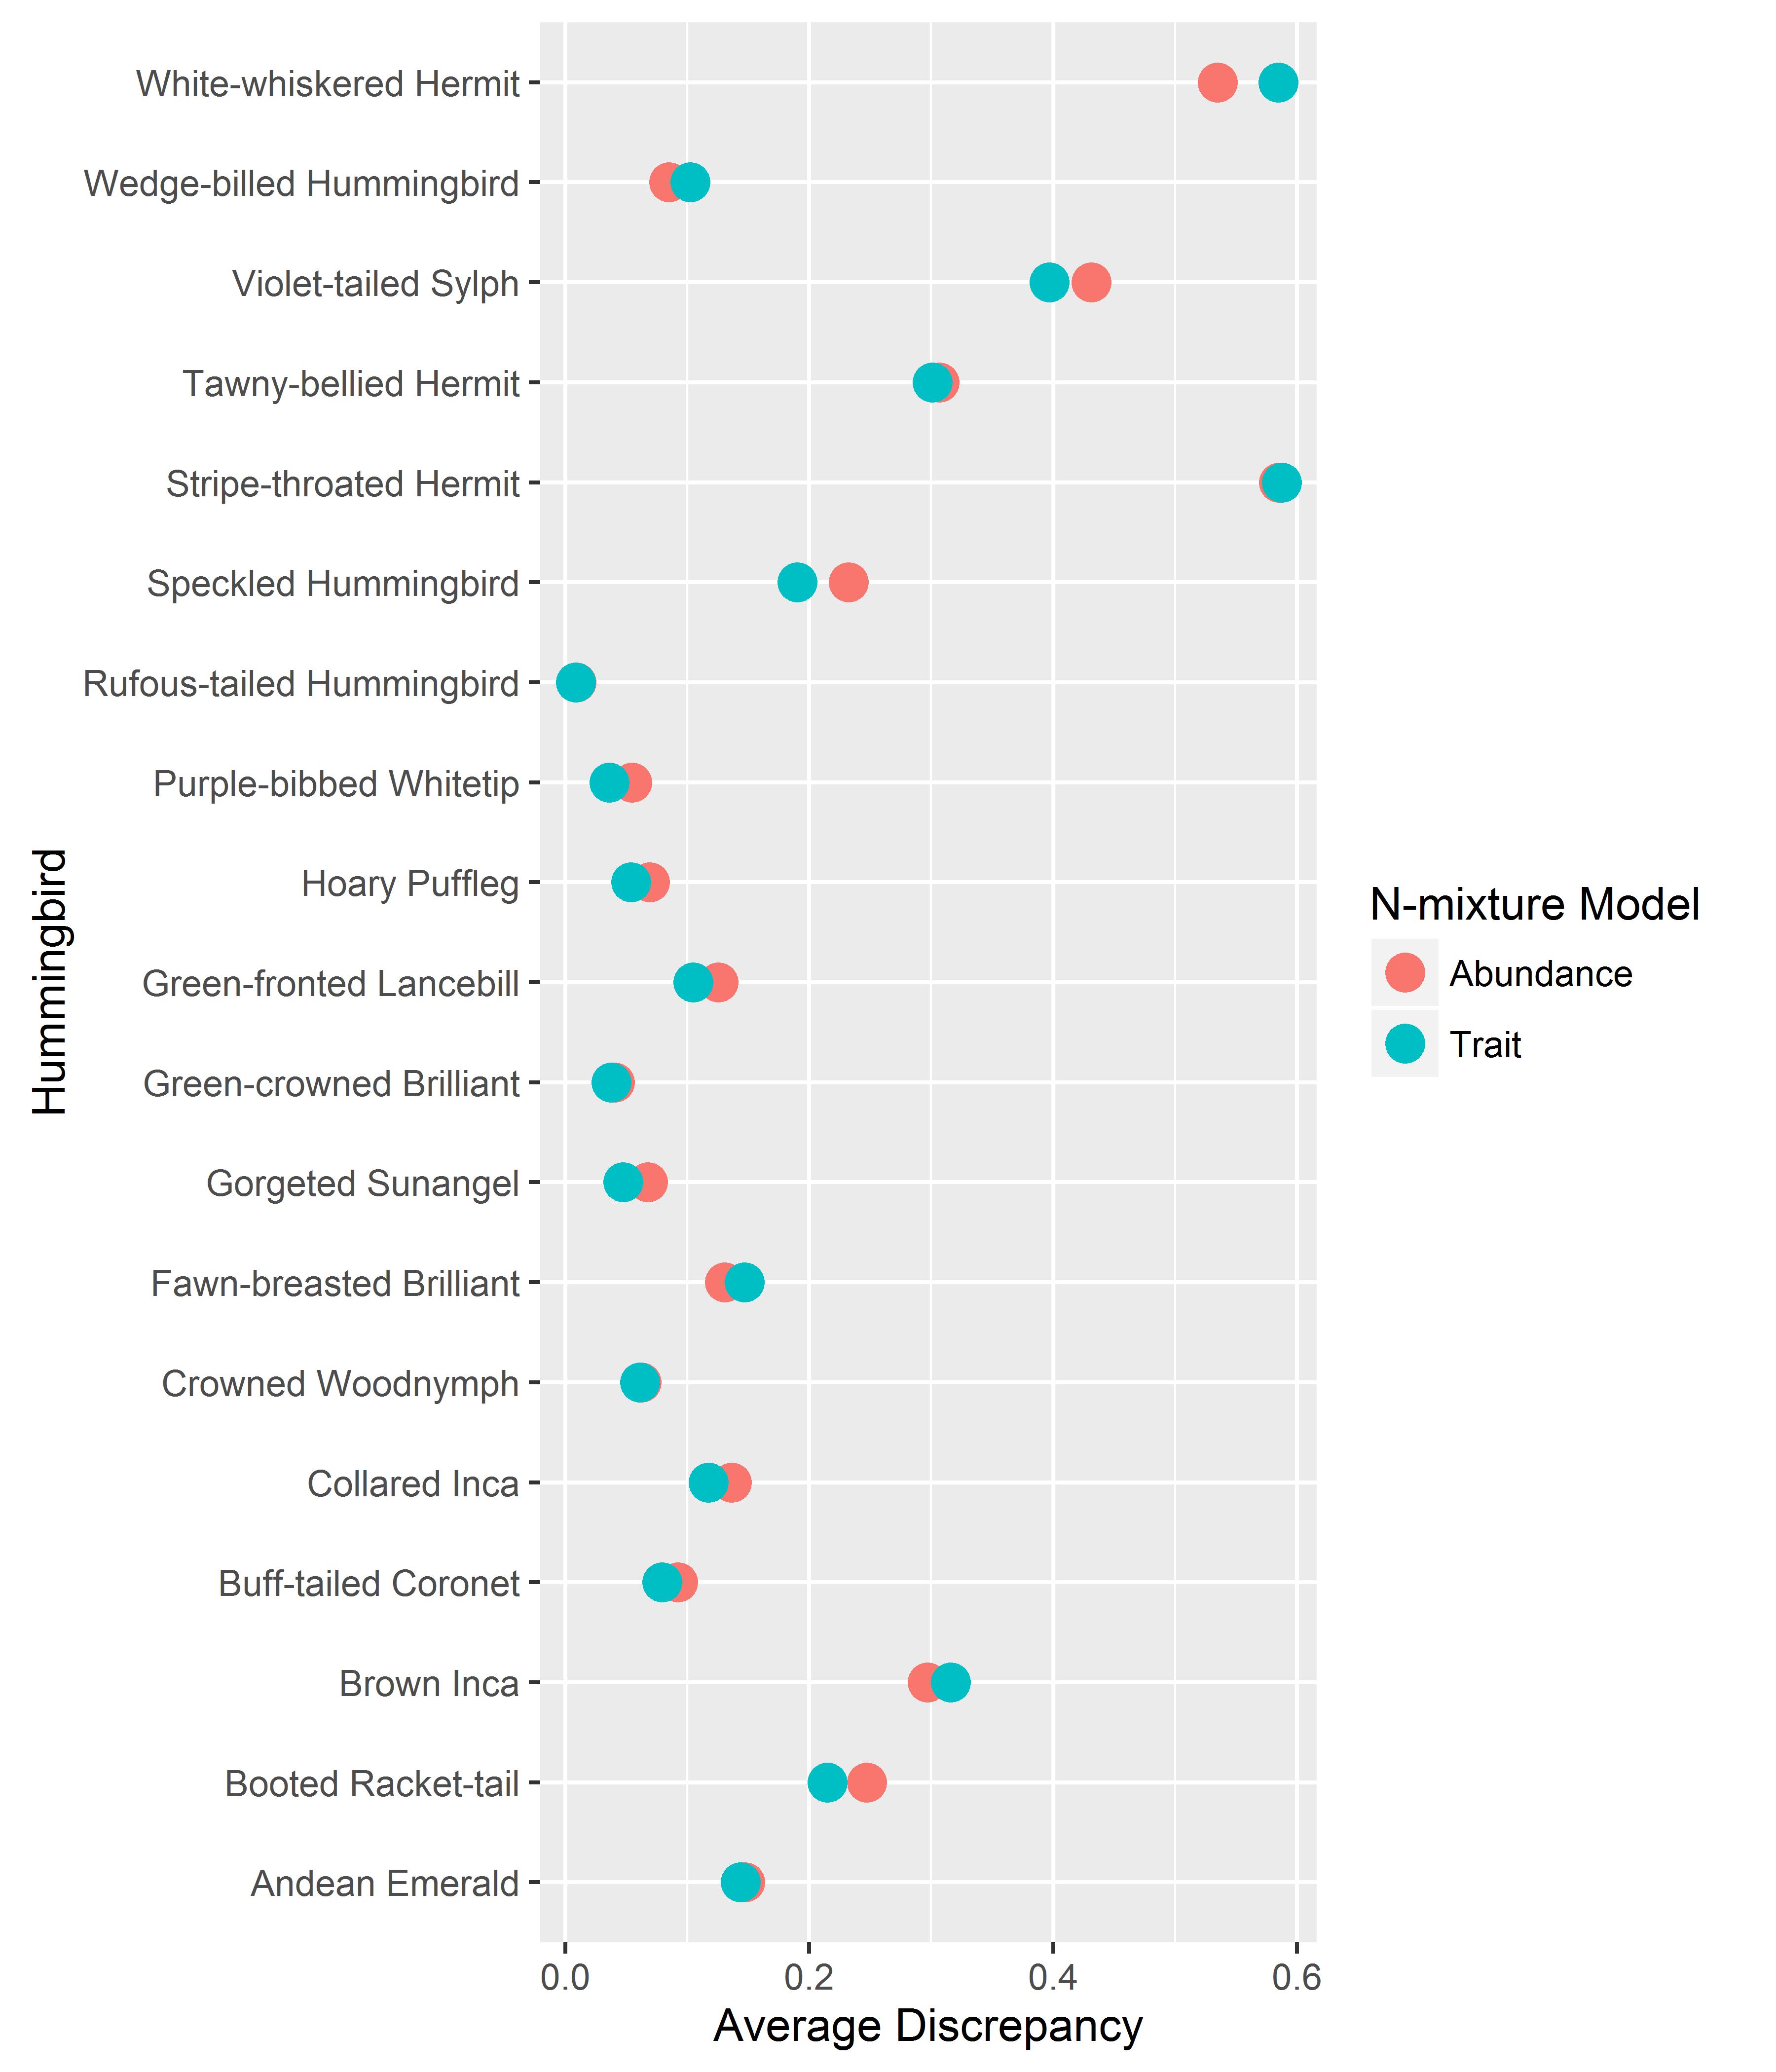 White-whiskered Hermit
Wedge-billed Hummingbird
Violet-tailed Sylph
Tawny-bellied Hermit
Stripe-throated Hermit
Speckled Hummingbird
Rufous-tailed Hummingbird
Purple-bibbed Whitetip
Hoary Puffleg
Green-fronted Lancebill
Green-crowned Brilliant
Gorgeted Sunangel
Fawn-breasted Brilliant
Crowned Woodnymph
Collared Inca
Buff-tailed Coronet
Brown Inca
Booted Racket-tail
Andean Emerald
Hummingbird
0.0 0.2 0.4 0.6
Average Discrepancy
N-mixture Model
Abundance
Trait